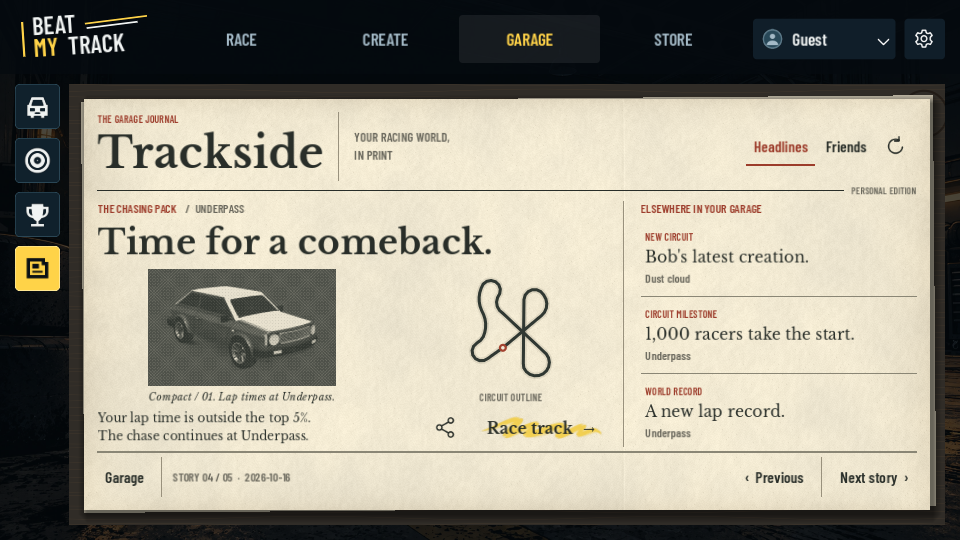 BEAT
MY TRACK
RACE
CREATE
GARAGE
STORE
Guest
THE GARAGE JOURNAL
Trackside
YOUR RACING WORLD,
IN PRINT
Headlines
Friends
PERSONAL EDITION
THE CHASING PACK / UNDERPASS
Time for a comeback.
Compact / 01. Lap times at Underpass.
Your lap time is outside the top 5%.
The chase continues at Underpass.
CIRCUIT OUTLINE
Race track →
ELSEWHERE IN YOUR GARAGE
NEW CIRCUIT
Bob's latest creation.
Dust cloud
CIRCUIT MILESTONE
1,000 racers take the start.
Underpass
WORLD RECORD
A new lap record.
Underpass
Garage
STORY 04 / 05 · 2026-10-16
‹ Previous
Next story ›